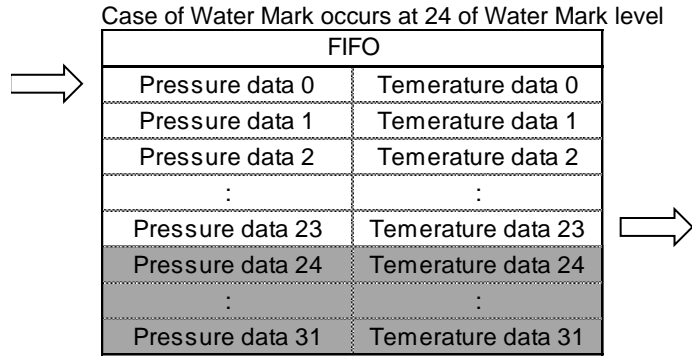 Case of Water Mark occurs at 24 of Water Mark level
FIFO
Pressure data 0 Temerature data 0
Pressure data 1 Temerature data 1
Pressure data 2 Temerature data 2
: :
Pressure data 23 Temerature data 23
Pressure data 24 Temerature data 24
: :
Pressure data 31 Temerature data 31